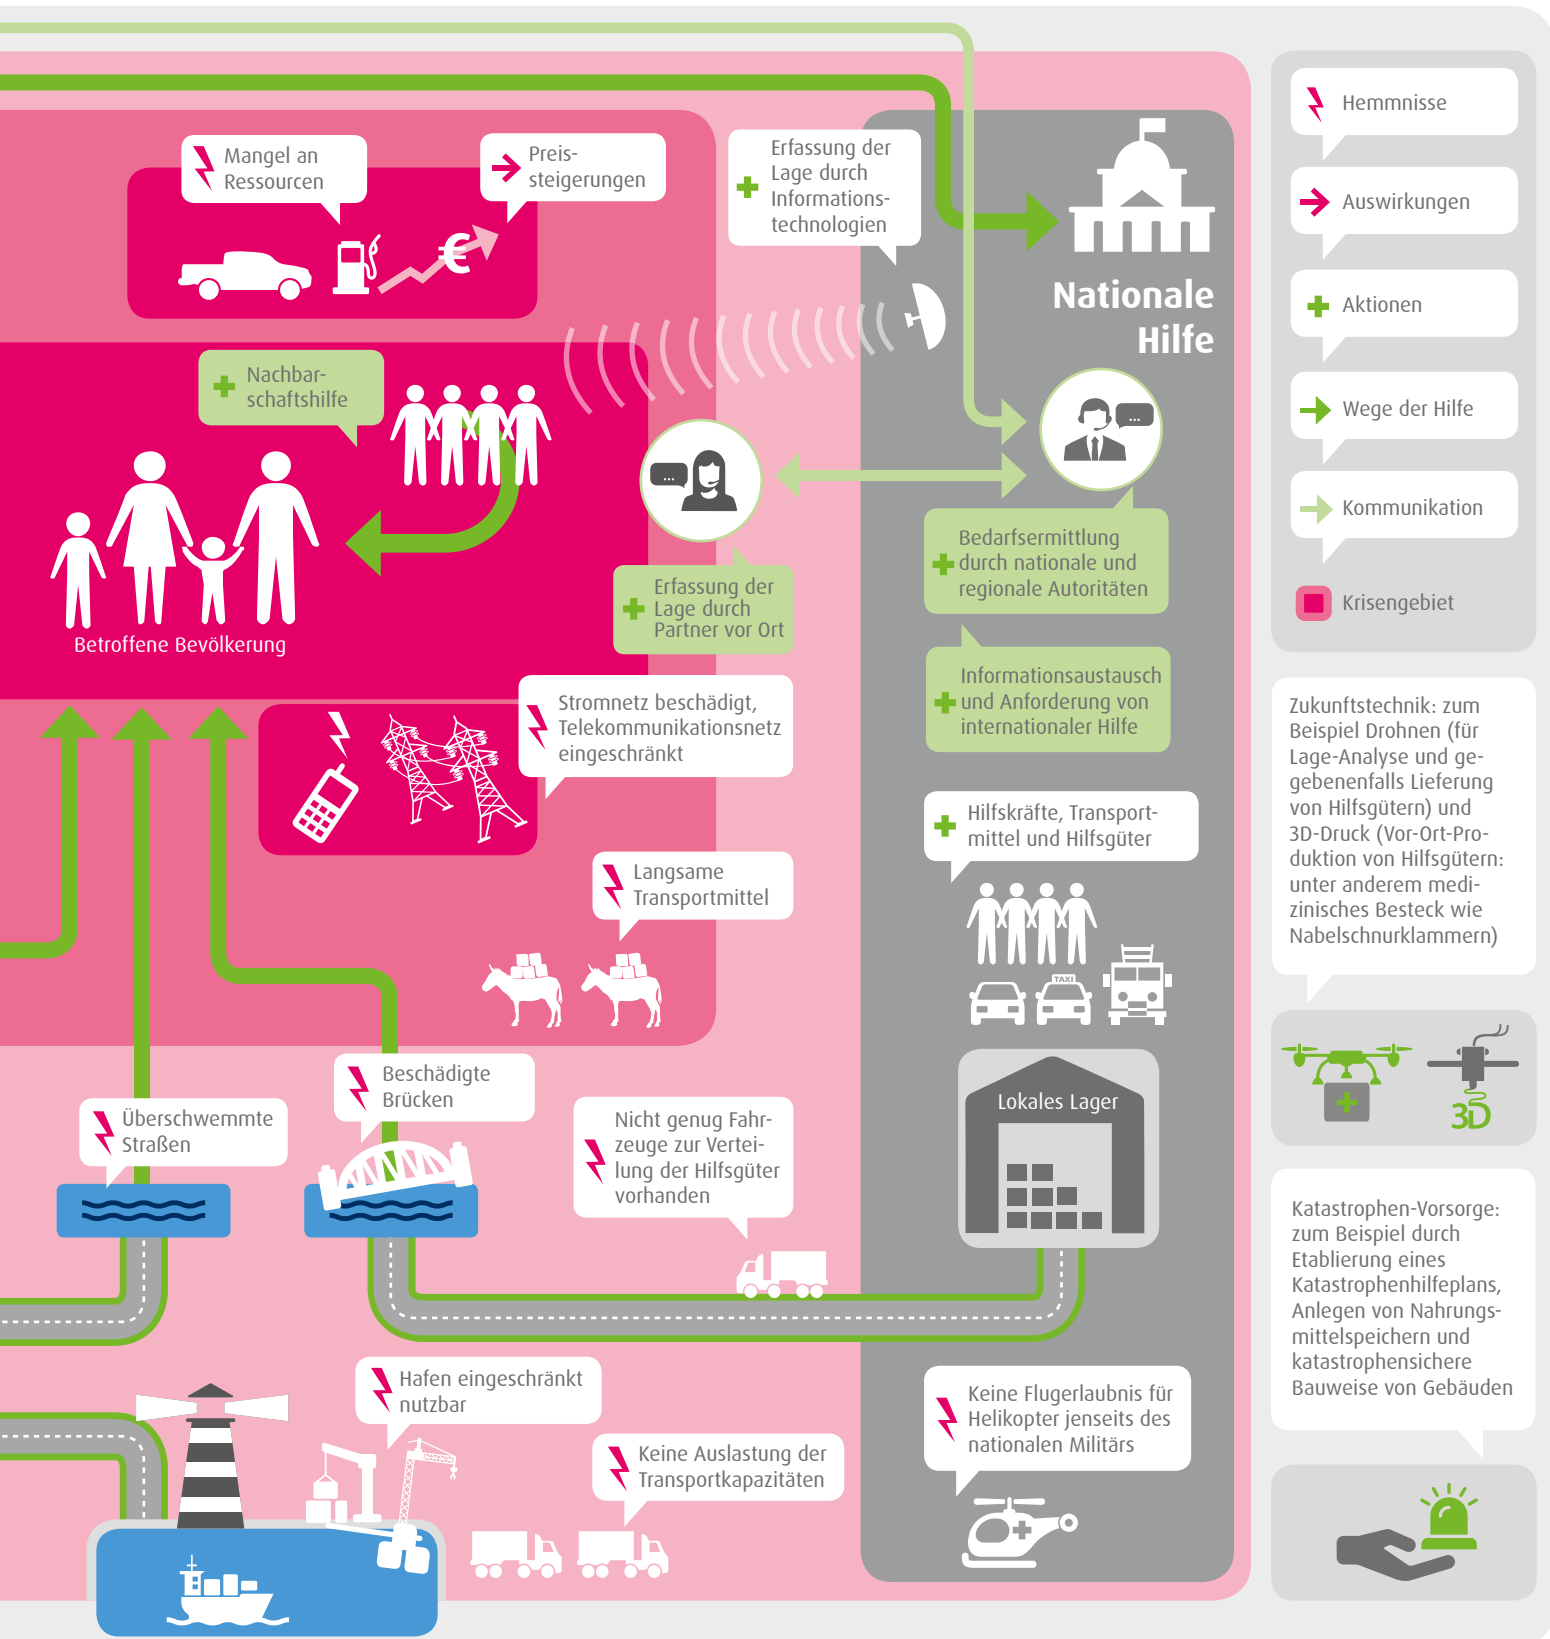 Mangel an
Ressourcen
Preis-
steigerungen
€
Erfassung der
Lage durch
Informations-
technologien
Nationale
Hilfe
Nachbar-
schaftshilfe
Betroffene Bevölkerung
...
...
Erfassung der
Lage durch
Partner vor Ort
Bedarfsermittlung
durch nationale und
regionale Autoritäten
Informationsaustausch
und Anforderung von
internationaler Hilfe
Stromnetz beschädigt,
Telekommunikationsnetz
eingeschränkt
Hilfskräfte, Transport-
mittel und Hilfsgüter
TAXI
Langsame
Transportmittel
Lokales Lager
Beschädigte
Brücken
Überschwemmte
Straßen
Nicht genug Fahr-
zeuge zur Vertei-
lung der Hilfsgüter
vorhanden
Hafen eingeschränkt
nutzbar
Keine Auslastung der
Transportkapazitäten
Keine Flugerlaubnis für
Helikopter jenseits des
nationalen Militärs
Hemmnisse
Auswirkungen
Aktionen
Wege der Hilfe
Kommunikation
Krisengebiet
Zukunftstechnik: zum
Beispiel Drohnen (für
Lage-Analyse und ge-
gebenenfalls Lieferung
von Hilfsgütern) und
3D-Druck (Vor-Ort-Pro-
duktion von Hilfsgütern:
unter anderem medi-
zinisches Besteck wie
Nabelschnurklammern)
3D
Katastrophen-Vorsorge:
zum Beispiel durch
Etablierung eines
Katastrophenhilfeplans,
Anlegen von Nahrungs-
mittelspeichern und
katastrophensichere
Bauweise von Gebäuden